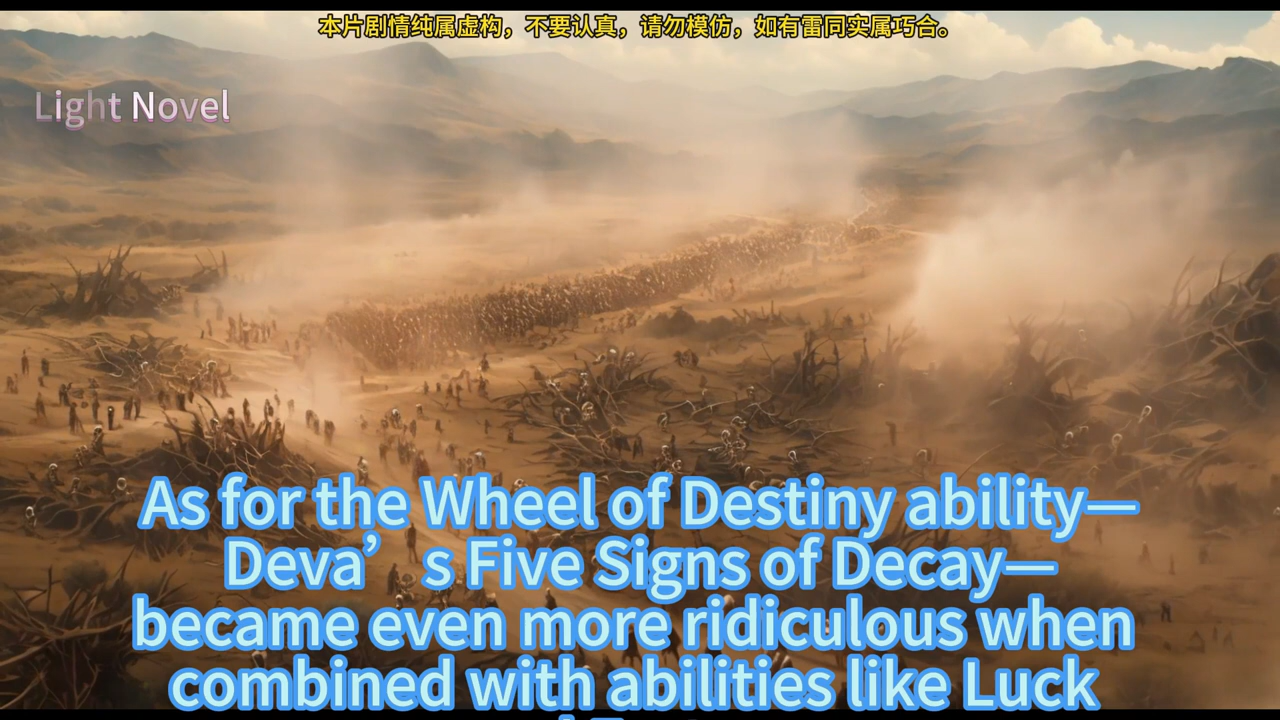 本片剧情纯属虚构，不要认真，请勿模仿，如有雷同实属巧合。
Light Novel
As for the Wheel of Destiny ability—
Deva’s Five Signs of Decay—
became even more ridiculous when
combined with abilities like Luck